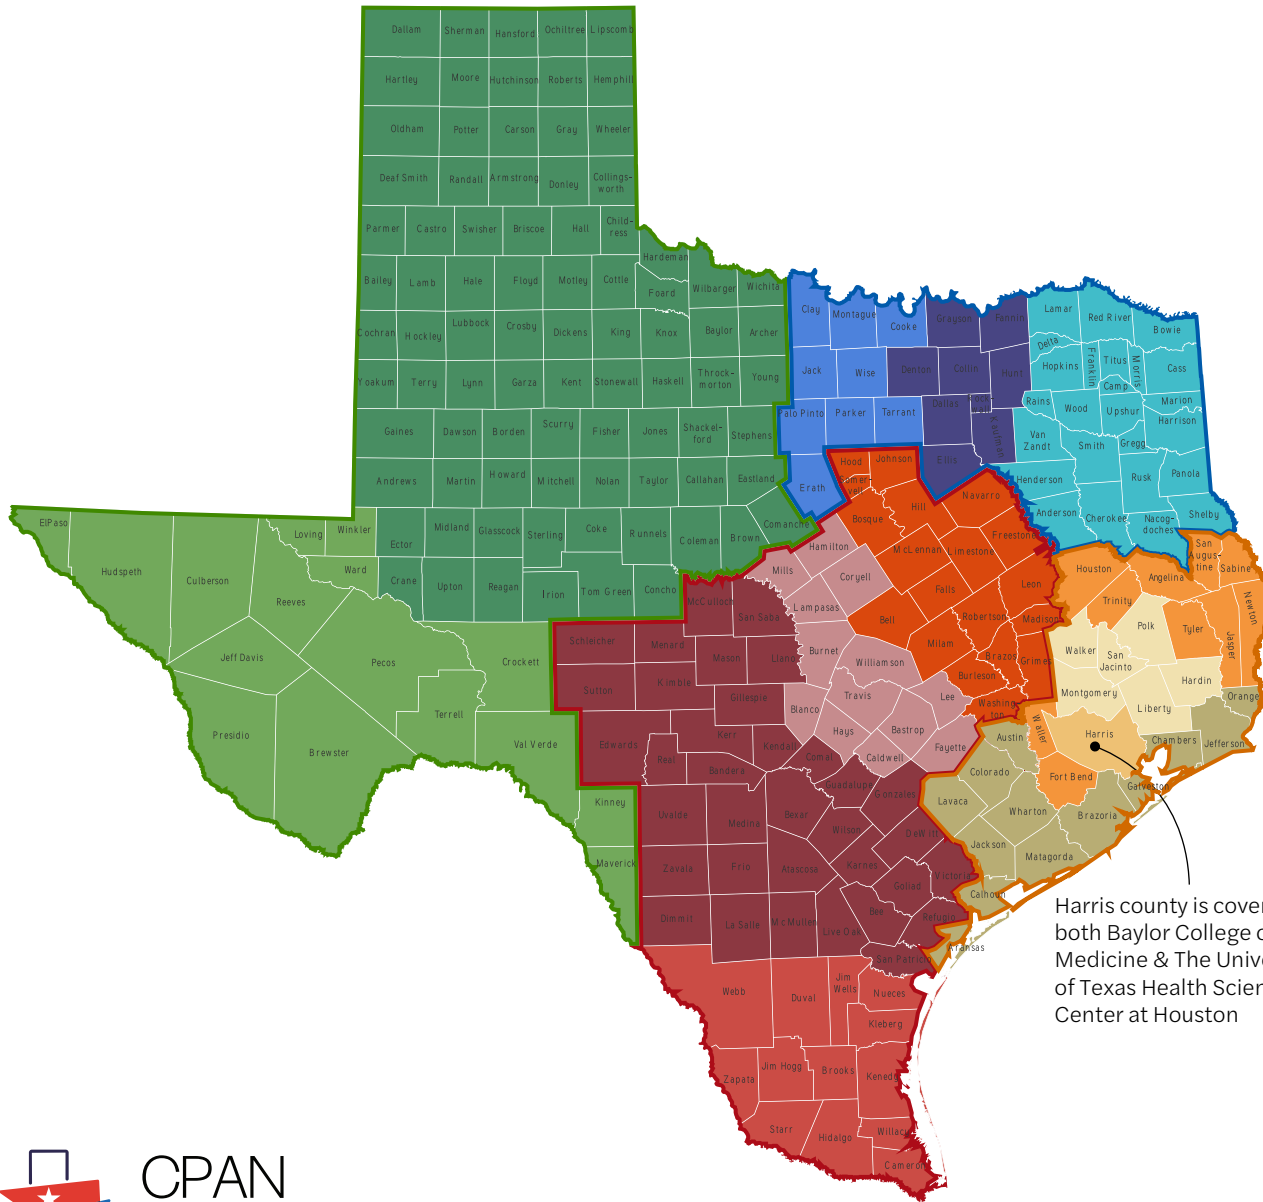 Dallam Sherman Hansford Ochiltree Lipscomb
Hartley Moore Hutchinson Roberts Hemphill
Oldham Potter Carson Gray Wheeler
Deaf Smith Randall Armstrong Donley Collings-
worth
Parmer Castro Swisher Briscoe Hall Child-
ress
Hardeman
Bailey Lamb Hale Floyd Motley Cottle Foard Wilbarger Wichita
Clay Montague Cooke Grayson Fannin Lamar Red River Bowie
Cochran Hockley Lubbock Crosby Dickens King Knox Baylor Archer
Delta Hopkins Franklin Titus Morris Camp Cass
Yoakum Terry Lynn Garza Kent Stonewall Haskell Throck-
morton
Young Jack Wise Denton Collin Hunt
Rains Wood Upshur Marion Harrison
Gaines Dawson Borden Scurry Fisher Jones Shackel-
ford
Stephens Palo Pinto Parker Tarrant Dallas Rock-
wall
Kaufman Van
Zandt
Smith Gregg
Andrews Martin Howard Mitchell Nolan Taylor Callahan Eastland
Erath Hood Johnson Ellis Henderson Rusk Panola
Somer-
vell
Bosque Hill Navarro Anderson Cherokee Nacog-
doches
Shelby
ElPaso Loving Winkler Ector Midland Glasscock Sterling Coke Runnels Coleman Brown Comanche
Hamilton McLennan Limestone Freestone
San
Augus-
tine
Sabine
Hudspeth Culberson Reeves Ward Crane Upton Reagan Irion Tom Green Concho
Mills Coryell Falls Leon Houston Angelina
McCulloch San Saba Lampasas Bell Robertson Madison Trinity Newton
Jeff Davis Pecos Crockett Schleicher Menard Mason Llano Burnet Williamson Milam Brazos Grimes
Walker San
Jacinto
Polk Tyler Jasper
Sutton Kimble Gillespie Blanco Travis Lee Burleson Washing-
ton
Montgomery Liberty Hardin Orange
Presidio Brewster Terrell Val Verde Edwards Real Kerr Bandera Kendall Comal Hays Bastrop Caldwell Fayette
Austin Waller Harris Chambers Jefferson
Colorado Fort Bend Galveston
Kinney Uvalde Medina Bexar Guadalupe Gonzales Lavaca Wharton Brazoria
Wilson DeWitt Jackson Matagorda
Maverick Zavala Frio Atascosa Karnes Goliad Victoria Calhoun
Dimmit La Salle McMullen Live Oak Bee Refugio Aransas
San Patricio
Webb Duval Jim
Wells
Nueces
Kleberg
Zapata Jim Hogg Brooks Kenedy
Starr Hidalgo Willacy
Cameron
Harris county is cover
both Baylor College o
Medicine & The Unive
of Texas Health Scien
Center at Houston
CPAN